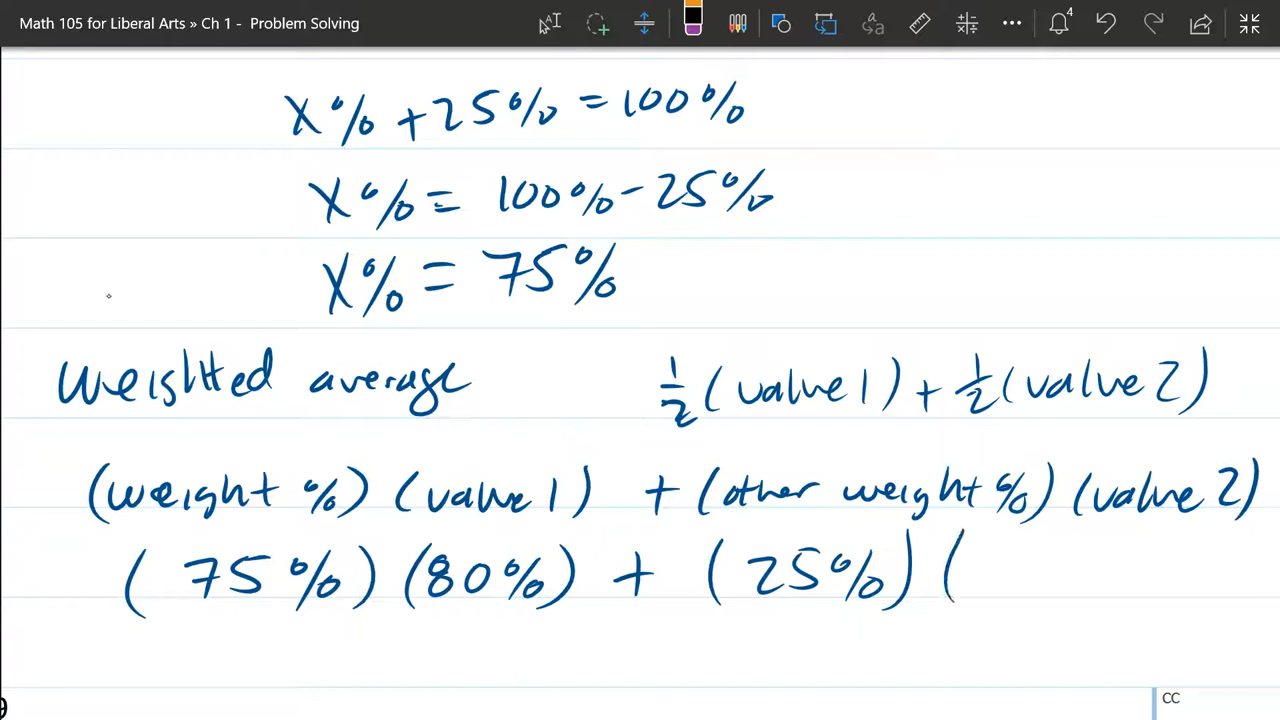 Math 105 for Liberal Arts » Ch 1 - Problem Solving
4
X% + 25% = 100%
X% = 100% - 25%
X% = 75%
Weighted average ½ (value 1) + ½ (value 2)
(weight %) (value 1) + (other weight %) (value 2)
(75%) (80%) + (25%) (
CC